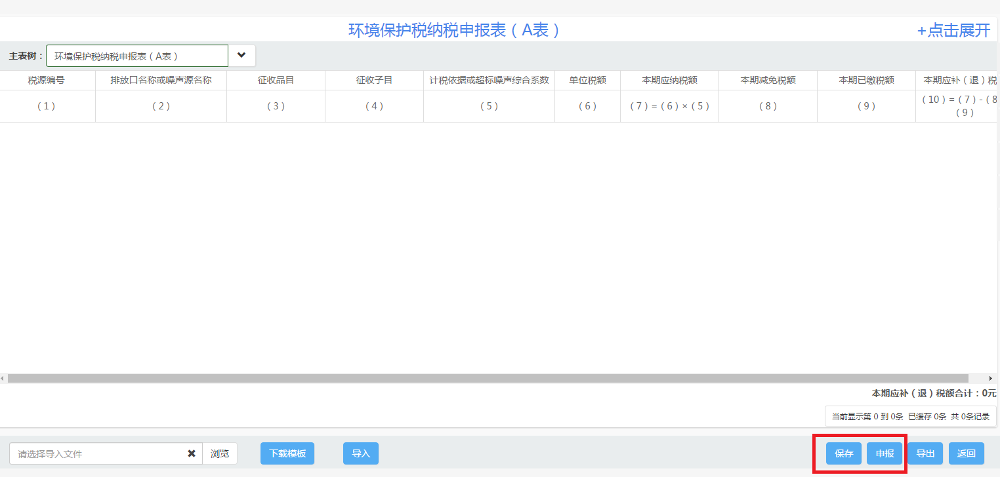 环境保护税纳税申报表（A表）
+点击展开
主表树：
环境保护税纳税申报表（A表）
税源编号 排放口名称或噪声源名称 征收品目 征收子目 计税依据或超标噪声综合系数 单位税额 本期应纳税额 本期减免税额 本期已缴税额 本期应补（退）税
（1） （2） （3） （4） （5） （6） （7）=（6）×（5） （8） （9） （10）=（7）-（8
（9）
本期应补（退）税额合计：0元
当前显示第 0 到 0条 已缓存 0条 共 0条记录
请选择导入文件 浏览 下载模板 导入 保存 申报 导出 返回